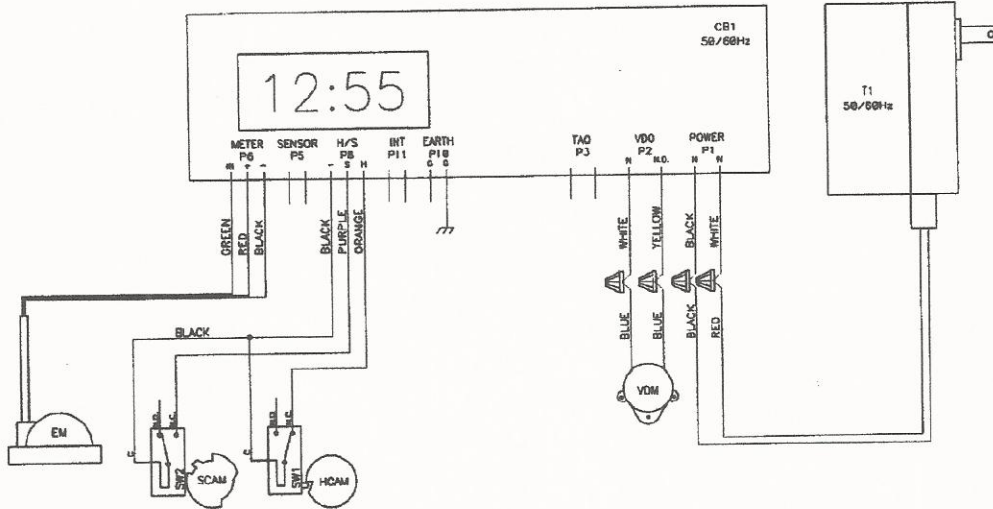 CB1
50/60Hz
12:55
T1
50/60Hz
METER
P6
SENSOR
P5
H/S
P8
INT
P11
EARTH
P10
TAO
P3
VDO
P2
POWER
P1
S
H
G
G
N
N.O.
H
N
GREEN
RED
BLACK
BLACK
PURPLE
ORANGE
WHITE
YELLOW
BLACK
WHITE
BLUE
BLUE
BLACK
RED
BLACK
EM
N.O.
N.C.
C
SW2
SCAM
N.O.
N.C.
C
SW1
HCAM
VDM